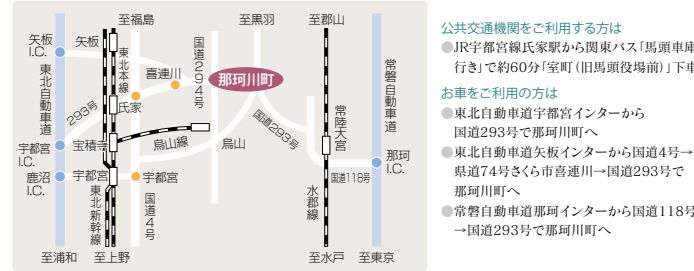 至福島
至黒羽
至郡山
矢板
I.C.
矢板
東北本線
国道294号
喜連川
那珂川町
東北自動車道
293号
氏家
常磐自動車道
常陸大宮
国道293号
宇都宮
I.C.
宝積寺
烏山線
烏山
那珂
I.C.
鹿沼
I.C.
宇都宮
宇都宮
国道118号
東北新幹線
国道4号
水郡線
至浦和
至上野
至水戸
至東京
公共交通機関をご利用する方は
●JR宇都宮線氏家駅から関東バス「馬頭車庫
行き」で約60分「室町（旧馬頭役場前）」下車
お車をご利用の方は
●東北自動車道宇都宮インターから
国道293号で那珂川町へ
●東北自動車道矢板インターから国道4号→
県道74号さくら市喜連川→国道293号で
那珂川町へ
●常磐自動車道那珂インターから国道118号
→国道293号で那珂川町へ